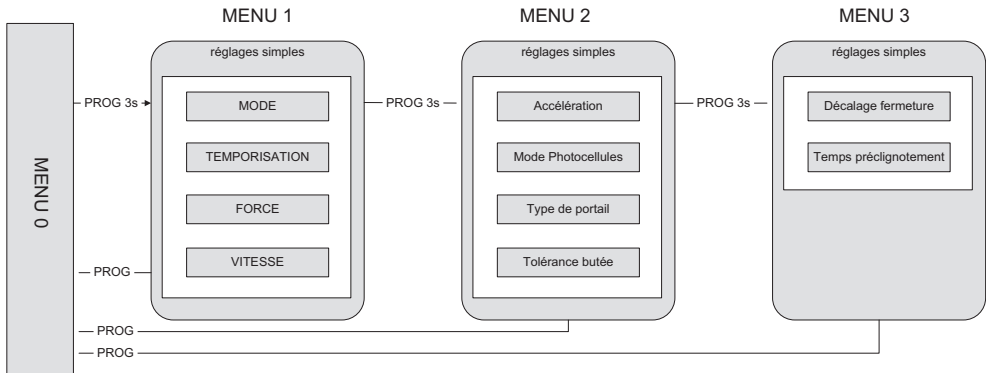 MENU 1
MENU 2
MENU 3
réglages simples
réglages simples
réglages simples
MENU 0
PROG 3s
MODE
PROG 3s
Accélération
PROG 3s
Décalage fermeture
TEMPORISATION
Mode Photocellules
Temps préclignotement
FORCE
Type de portail
VITESSE
Tolérance butée
PROG
PROG
PROG